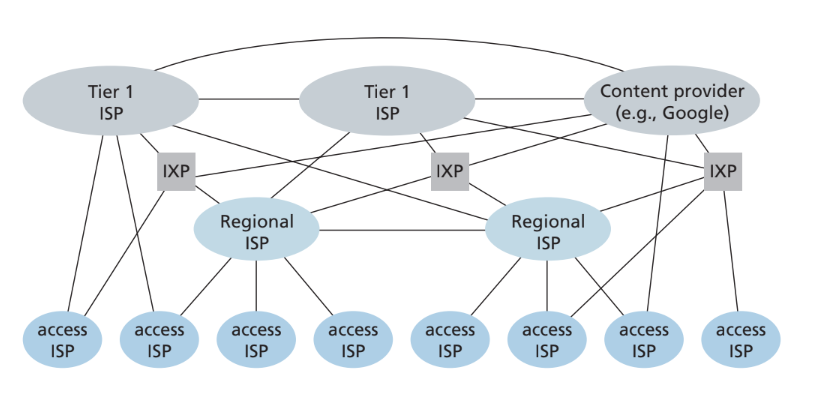 Tier 1
ISP
Tier 1
ISP
Content provider
(e.g., Google)
IXP
IXP
IXP
Regional
ISP
Regional
ISP
access
ISP
access
ISP
access
ISP
access
ISP
access
ISP
access
ISP
access
ISP
access
ISP